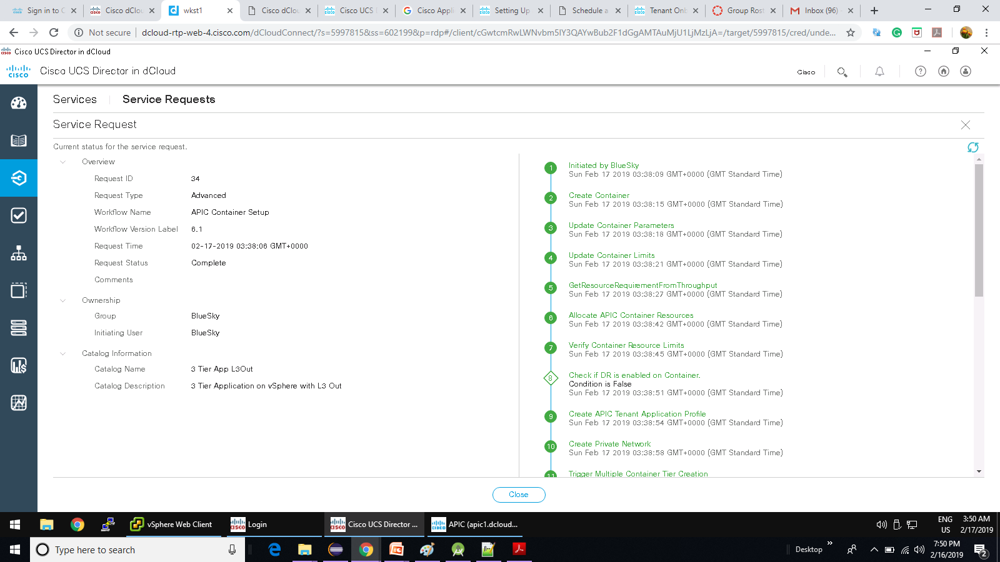 Sign in to C
Cisco dClou
wkst1
Cisco dClou
Cisco UCS
Cisco Appli
Setting Up
Schedule a
Tenant Onb
Group Rost
Inbox (96)
Not secure
dcloud-rtp-web-4.cisco.com/dCloudConnect/?s=5997815&ss=602199&p=rdp#/client/cGwtcmRwLWNvbm5lY3QAYwBub2F1dGgAMTAuMjU1LjMzLjA=/target/5997815/cred/unde...
Cisco UCS Director in dCloud
Cisco UCS Director in dCloud
Cisco
Services
Service Requests
Service Request
Current status for the service request.
Overview
Request ID 34
Request Type Advanced
Workflow Name APIC Container Setup
Workflow Version Label 6.1
Request Time 02-17-2019 03:38:06 GMT+0000
Request Status Complete
Comments
Ownership
Group BlueSky
Initiating User BlueSky
Catalog Information
Catalog Name 3 Tier App L3Out
Catalog Description 3 Tier Application on vSphere with L3 Out
1 Initiated by BlueSky
Sun Feb 17 2019 03:38:09 GMT+0000 (GMT Standard Time)
2 Create Container
Sun Feb 17 2019 03:38:15 GMT+0000 (GMT Standard Time)
3 Update Container Parameters
Sun Feb 17 2019 03:38:18 GMT+0000 (GMT Standard Time)
4 Update Container Limits
Sun Feb 17 2019 03:38:21 GMT+0000 (GMT Standard Time)
5 GetResourceRequirementFromThroughput
Sun Feb 17 2019 03:38:27 GMT+0000 (GMT Standard Time)
6 Allocate APIC Container Resources
Sun Feb 17 2019 03:38:42 GMT+0000 (GMT Standard Time)
7 Verify Container Resource Limits
Sun Feb 17 2019 03:38:45 GMT+0000 (GMT Standard Time)
8 Check if DR is enabled on Container.
Condition is False
Sun Feb 17 2019 03:38:51 GMT+0000 (GMT Standard Time)
9 Create APIC Tenant Application Profile
Sun Feb 17 2019 03:38:54 GMT+0000 (GMT Standard Time)
10 Create Private Network
Sun Feb 17 2019 03:38:58 GMT+0000 (GMT Standard Time)
11 Trigger Multiple Container Tier Creation
Close
vSphere Web Client
Login
Cisco UCS Director ...
APIC (apic1.dcloud...
ENG
US
3:50 AM
2/17/2019
Type here to search
Desktop
7:50 PM
2/16/2019
2